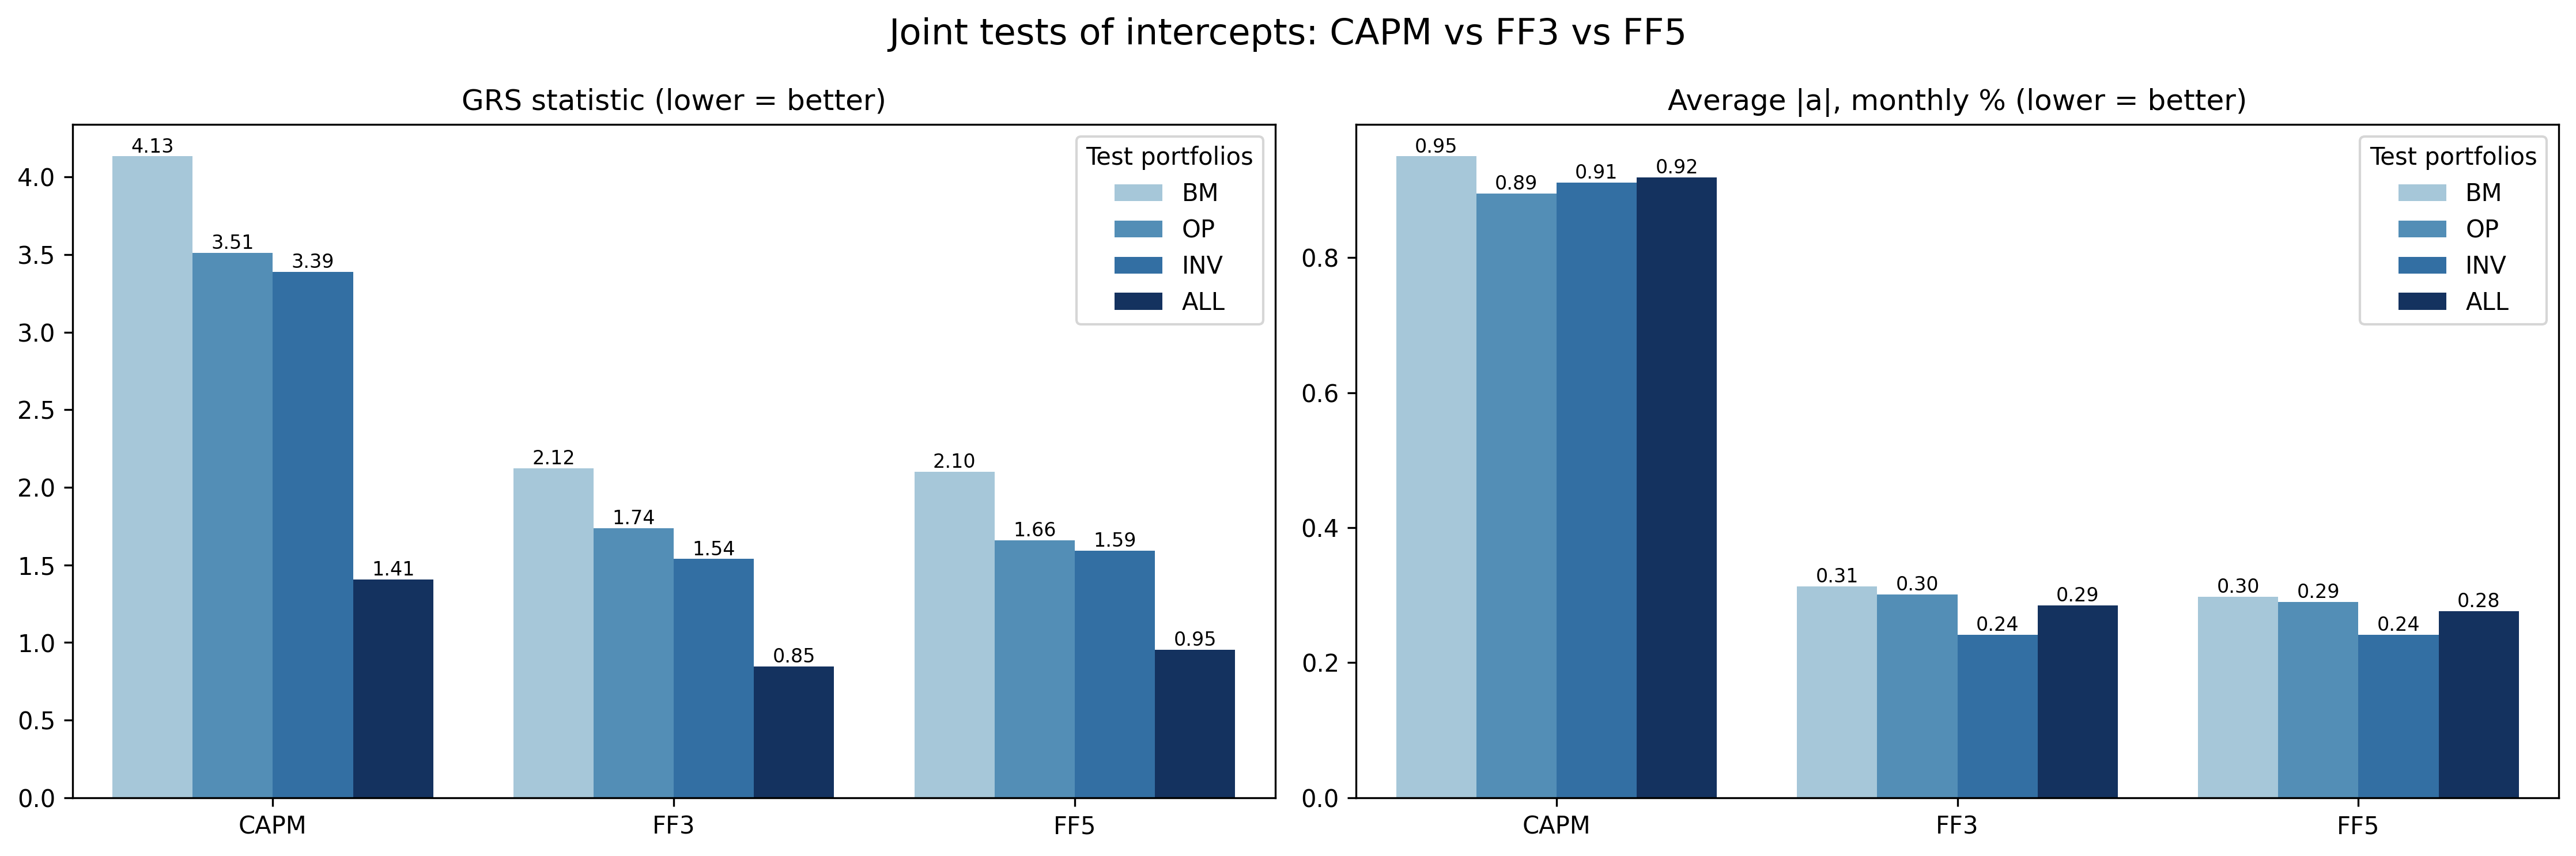 Joint tests of intercepts: CAPM vs FF3 vs FF5
GRS statistic (lower = better)
4.0
3.5
3.0
2.5
2.0
1.5
1.0
0.5
0.0
4.13
3.51
3.39
1.41
2.12
1.74
1.54
0.85
2.10
1.66
1.59
0.95
Test portfolios
BM
OP
INV
ALL
CAPM
FF3
FF5
Average |a|, monthly % (lower = better)
0.8
0.6
0.4
0.2
0.0
0.95
0.89
0.91
0.92
0.31
0.30
0.24
0.29
0.30
0.29
0.24
0.28
Test portfolios
BM
OP
INV
ALL
CAPM
FF3
FF5